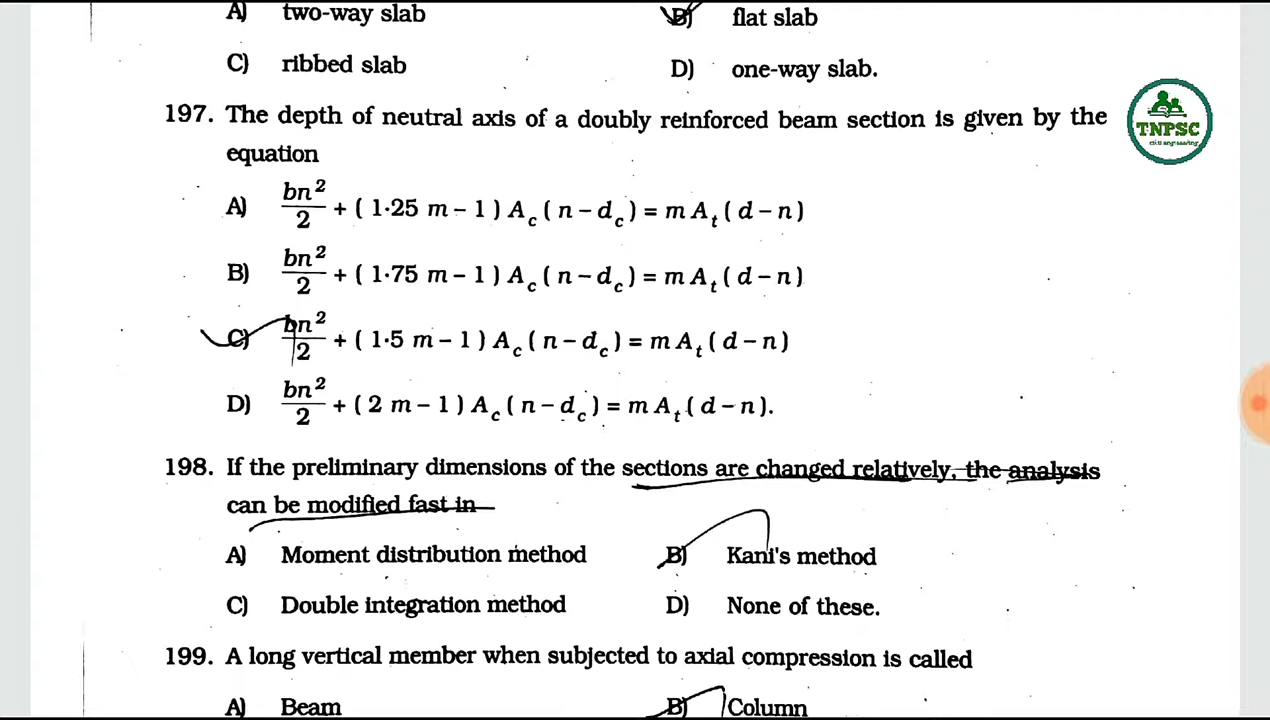 A) two-way slab B) flat slab
C) ribbed slab D) one-way slab.
197. The depth of neutral axis of a doubly reinforced beam section is given by the
equation
A) bn²/2 + ( 1·25 m – 1 ) A_c ( n – d_c ) = m A_t ( d – n )
B) bn²/2 + ( 1·75 m – 1 ) A_c ( n – d_c ) = m A_t ( d – n )
C) bn²/2 + ( 1·5 m – 1 ) A_c ( n – d_c ) = m A_t ( d – n )
D) bn²/2 + ( 2 m – 1 ) A_c ( n – d_c ) = m A_t ( d – n ).
198. If the preliminary dimensions of the sections are changed relatively, the analysis
can be modified fast in
A) Moment distribution method B) Kani's method
C) Double integration method D) None of these.
199. A long vertical member when subjected to axial compression is called
A) Beam B) Column
TNPSC